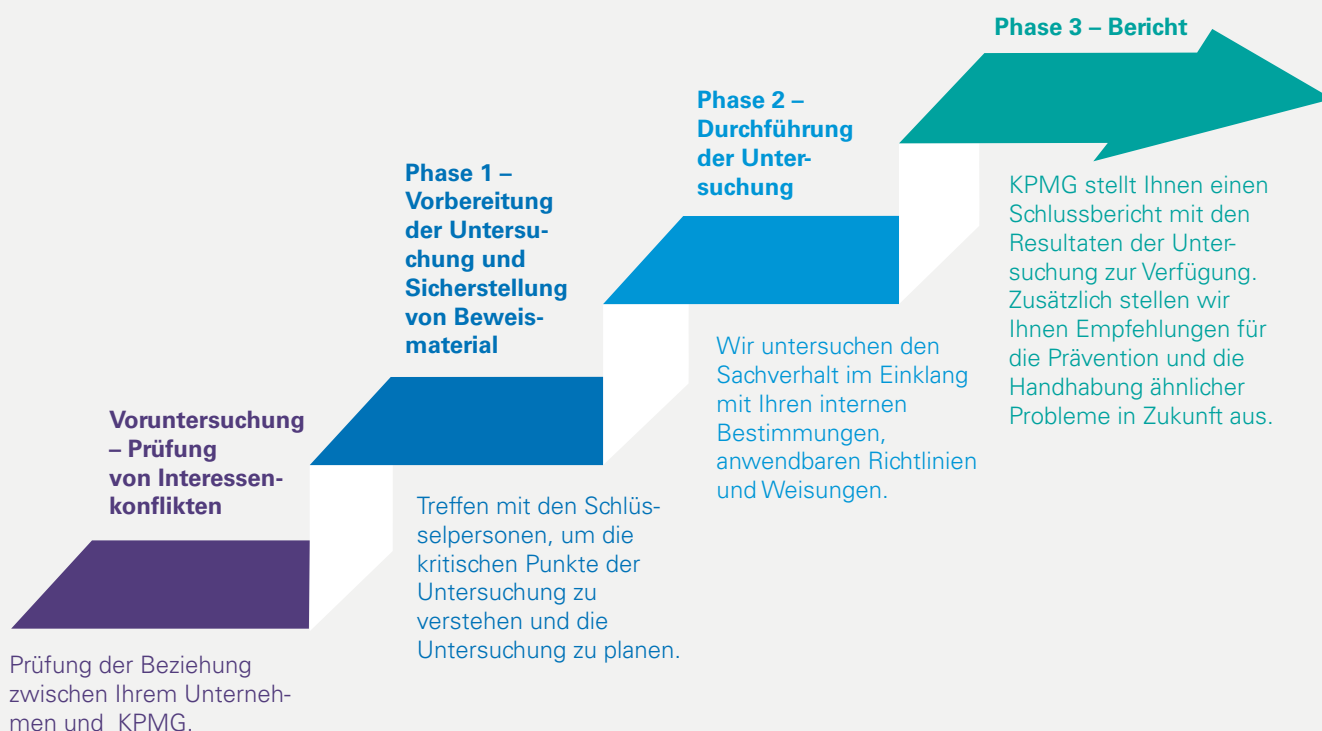 Voruntersuchung
– Prüfung
von Interessen-
konflikten
Prüfung der Beziehung
zwischen Ihrem Unterneh-
men und  KPMG.
Phase 1 –
Vorbereitung
der Untersu-
chung und
Sicherstellung
von Beweis-
material
Treffen mit den Schlüs-
selpersonen, um die
kritischen Punkte der
Untersuchung zu
verstehen und die
Untersuchung zu planen.
Phase 2 –
Durchführung
der Unter-
suchung
Wir untersuchen den
Sachverhalt im Einklang
mit Ihren internen
Bestimmungen,
anwendbaren Richtlinien
und Weisungen.
Phase 3 – Bericht
KPMG stellt Ihnen einen
Schlussbericht mit den
Resultaten der Unter-
suchung zur Verfügung.
Zusätzlich stellen wir
Ihnen Empfehlungen für
die Prävention und die
Handhabung ähnlicher
Probleme in Zukunft aus.